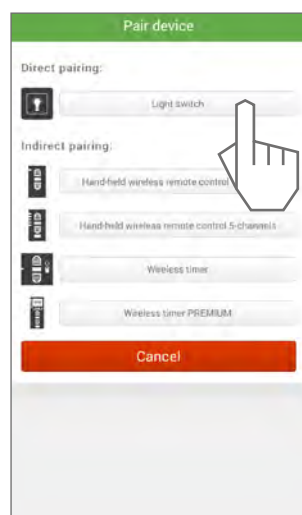 Pair device
Direct pairing:
Light switch
Indirect pairing:
Hand-held wireless remote control
Hand-held wireless remote control 5-channels
Wireless timer
Wireless timer PREMIUM
Cancel